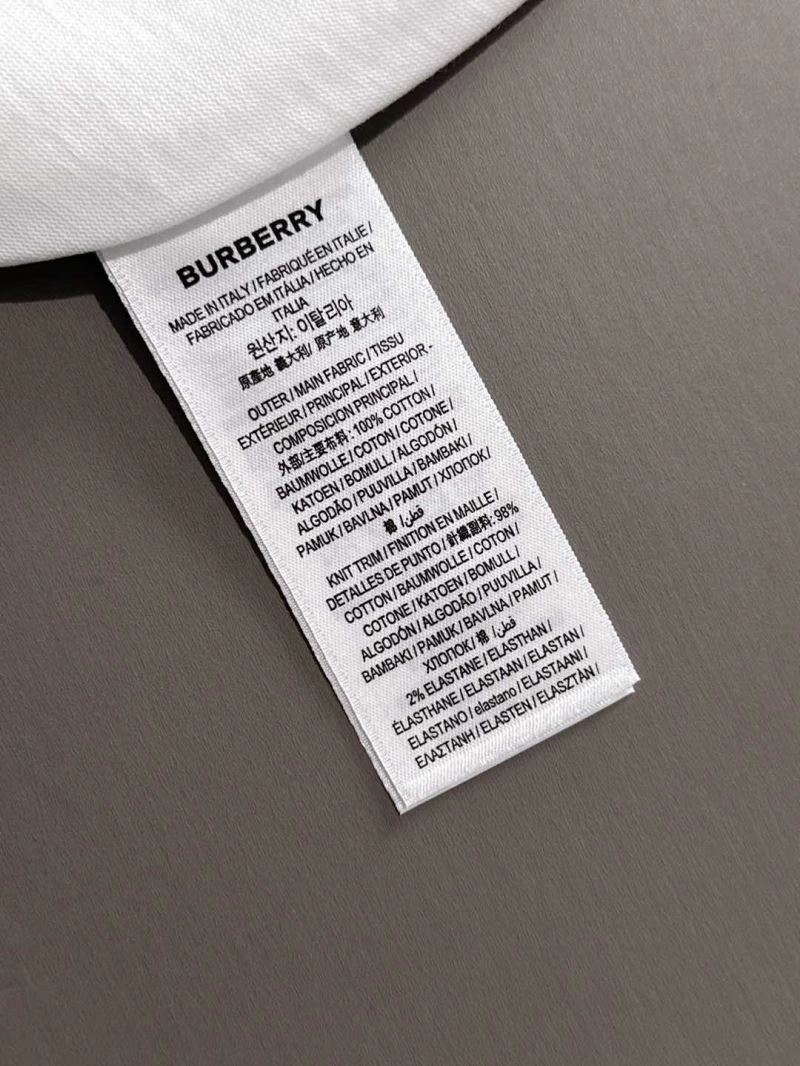 BURBERRY
MADE IN ITALY / FABRIQUÉ EN ITALIE /
FABRICADO EM ITÁLIA / HECHO EN
ITALIA
원산지: 이탈리아
原產地 義大利/ 原产地 意大利
OUTER / MAIN FABRIC / TISSU
EXTÉRIEUR / PRINCIPAL / EXTERIOR -
COMPOSICION PRINCIPAL /
外部/主要布料: 100% COTTON /
BAUMWOLLE / COTON / COTONE /
KATOEN / BOMULL / ALGODÓN /
ALGODÃO / PUUVILLA / BAMBAKI /
PAMUK / BAVLNA / PAMUT / ХЛОПОК /
棉 / قطن
KNIT TRIM / FINITION EN MAILLE /
DETALLES DE PUNTO / 針織副料: 98%
COTTON / BAUMWOLLE / COTON /
COTONE / KATOEN / BOMULL /
ALGODÓN / ALGODÃO / PUUVILLA /
BAMBAKI / PAMUK / BAVLNA / PAMUT /
ХЛОПОК / 棉 / قطن
2% ELASTANE / ELASTHAN /
ÉLASTHANE / ELASTAAN / ELASTAN /
ELASTANO / elastano / ELASTAANI /
ΕΛΑΣΤΑΝΗ / ELASTEN / ELASZTÁN /